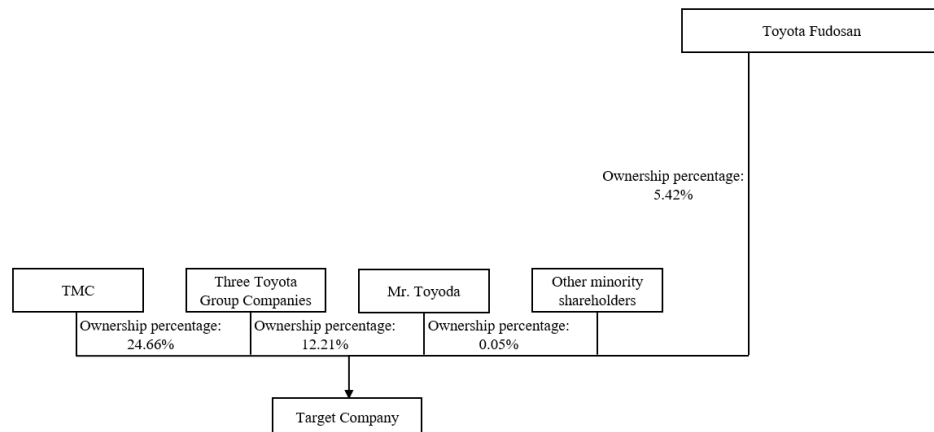 Toyota Fudosan
Ownership percentage:
5.42%
TMC
Three Toyota
Group Companies
Mr. Toyoda
Other minority
shareholders
Ownership percentage:
24.66%
Ownership percentage:
12.21%
Ownership percentage:
0.05%
Target Company